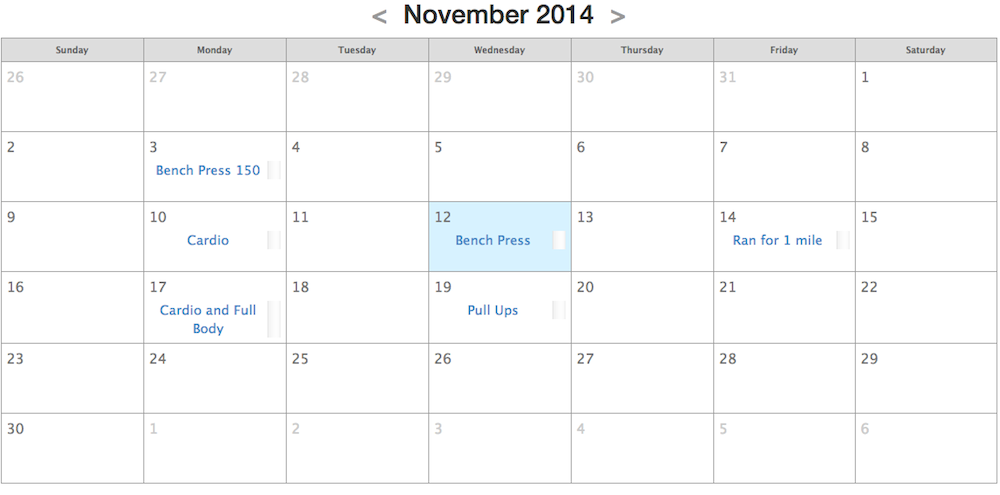 < November 2014 >
Sunday Monday Tuesday Wednesday Thursday Friday Saturday
26 27 28 29 30 31 1
2 3 4 5 6 7 8
Bench Press 150
9 10 11 12 13 14 15
Cardio Bench Press Ran for 1 mile
16 17 18 19 20 21 22
Cardio and Full Pull Ups
Body
23 24 25 26 27 28 29
30 1 2 3 4 5 6